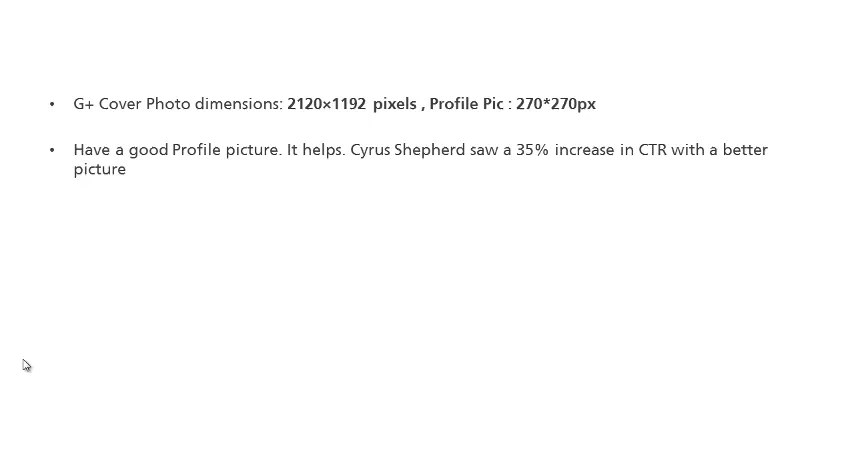 • G+ Cover Photo dimensions: 2120×1192 pixels , Profile Pic : 270*270px
• Have a good Profile picture. It helps. Cyrus Shepherd saw a 35% increase in CTR with a better
picture